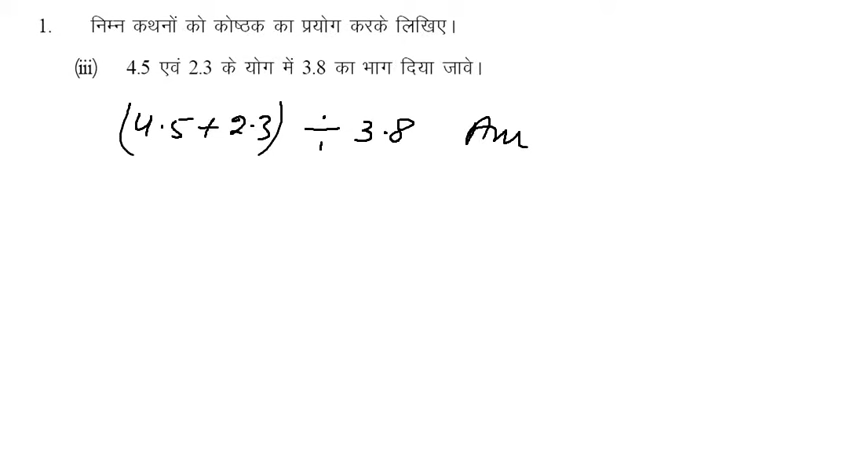 1. निम्न कथनों को कोष्ठक का प्रयोग करके लिखिए।
(iii) 4.5 एवं 2.3 के योग में 3.8 का भाग दिया जावे।
(4.5 + 2.3) ÷ 3.8 Ans